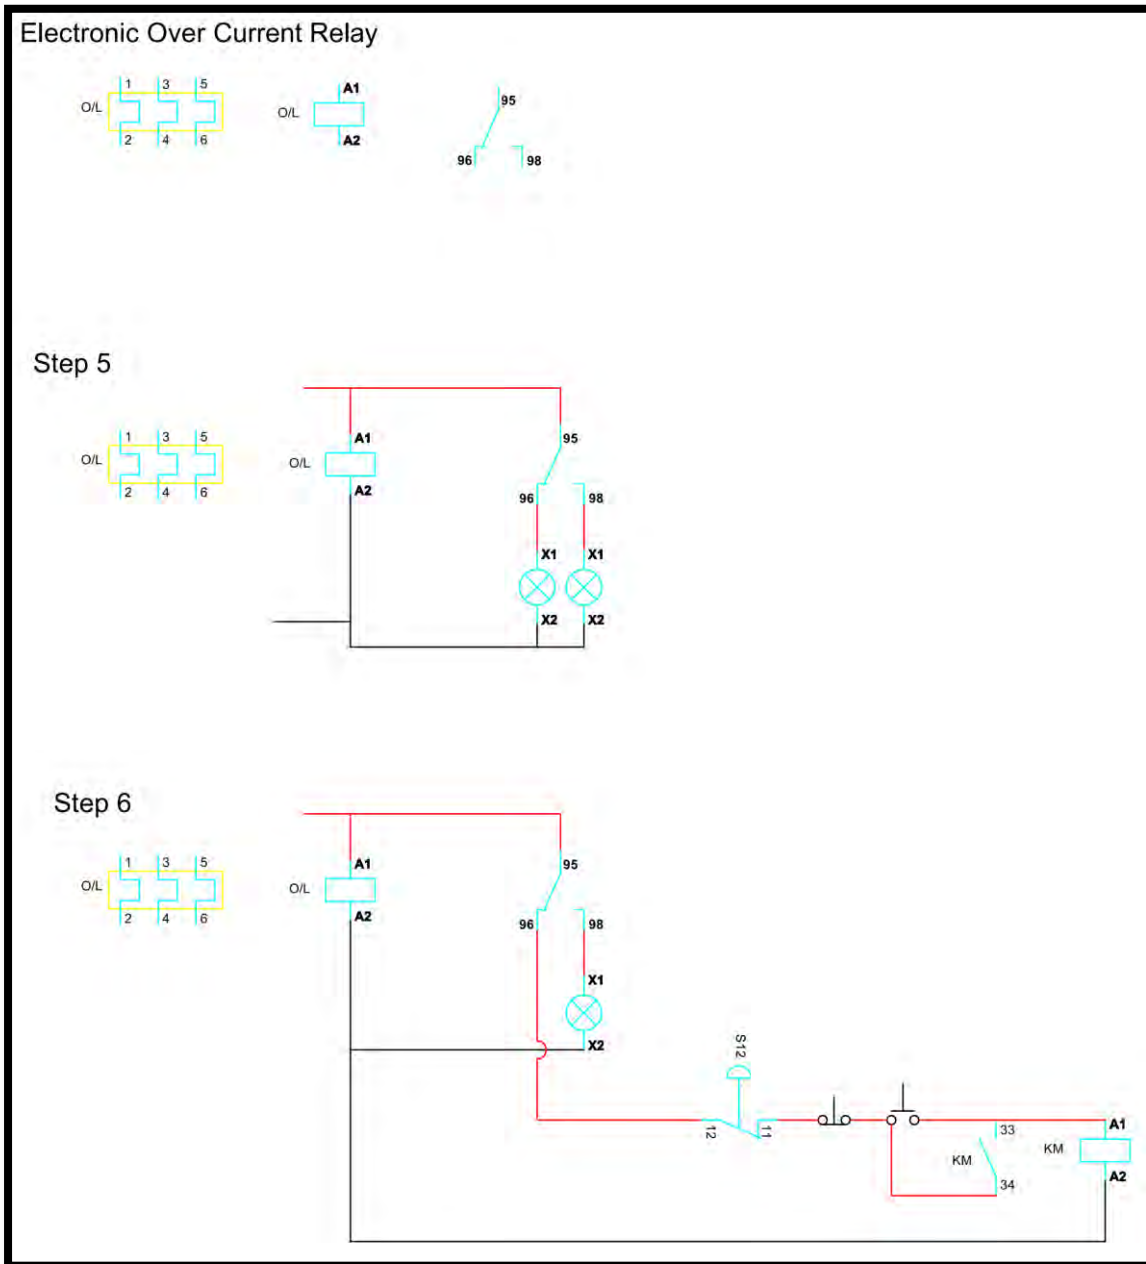 Electronic Over Current Relay
1 3 5
O/L
2 4 6
A1
O/L
A2
95
96 98
Step 5
1 3 5
O/L
2 4 6
A1
O/L
A2
95
96 98
X1 X1
X2 X2
Step 6
1 3 5
O/L
2 4 6
A1
O/L
A2
95
96 98
X1
X2
S12
12 11
33
KM
34
A1
KM
A2